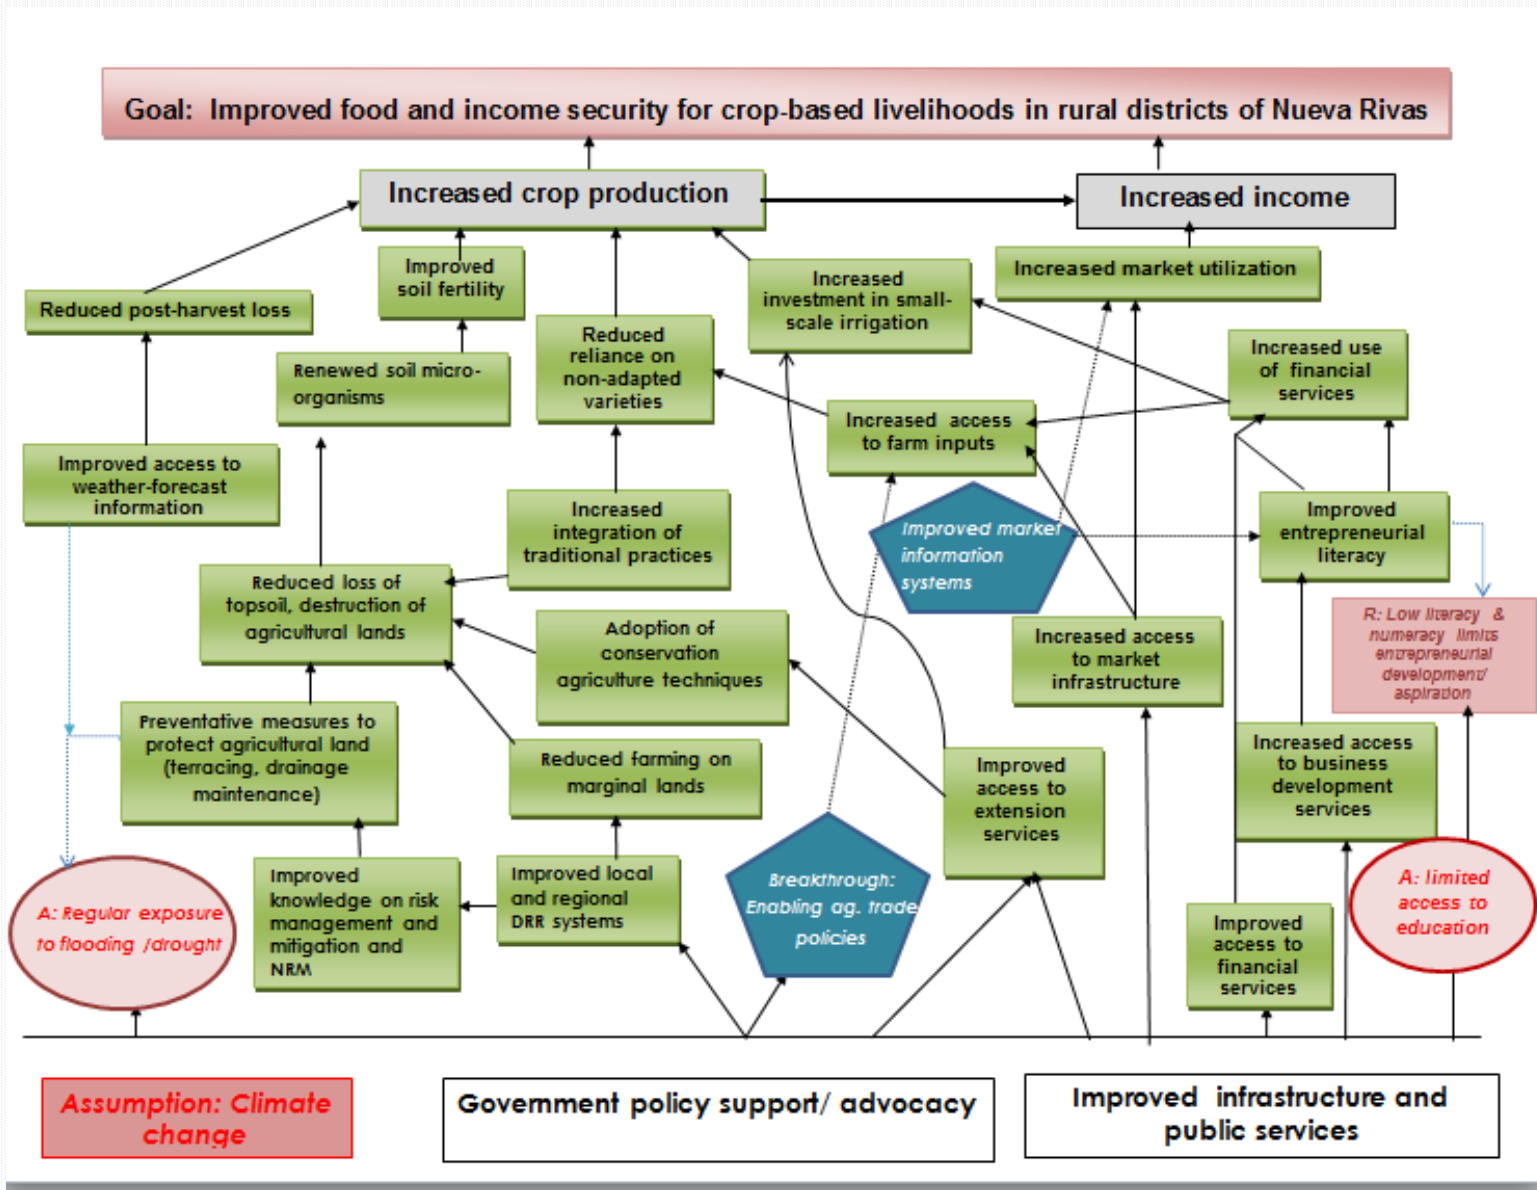 Goal: Improved food and income security for crop-based livelihoods in rural districts of Nueva Rivas
Increased crop production
Increased income
Improved
soil fertility
Increased
investment in small-
scale irrigation
Increased market utilization
Reduced post-harvest loss
Reduced
reliance on
non-adapted
varieties
Increased use
of financial
services
Renewed soil micro-
organisms
Increased access
to farm inputs
Improved access to
weather-forecast
information
Increased
integration of
traditional practices
Improved market
information
systems
Improved
entrepreneurial
literacy
Reduced loss of
topsoil, destruction of
agricultural lands
Adoption of
conservation
agriculture techniques
Increased access
to market
infrastructure
R: Low literacy &
numeracy limits
entrepreneurial
development/
aspiration
Preventative measures to
protect agricultural land
(terracing, drainage
maintenance)
Reduced farming on
marginal lands
Improved
access to
extension
services
Increased access
to business
development
services
A: Regular exposure
to flooding /drought
Improved
knowledge on risk
management and
mitigation and
NRM
Improved local
and regional
DRR systems
Breakthrough:
Enabling ag. trade
policies
Improved
access to
financial
services
A: limited
access to
education
Assumption: Climate
change
Government policy support/ advocacy
Improved infrastructure and
public services